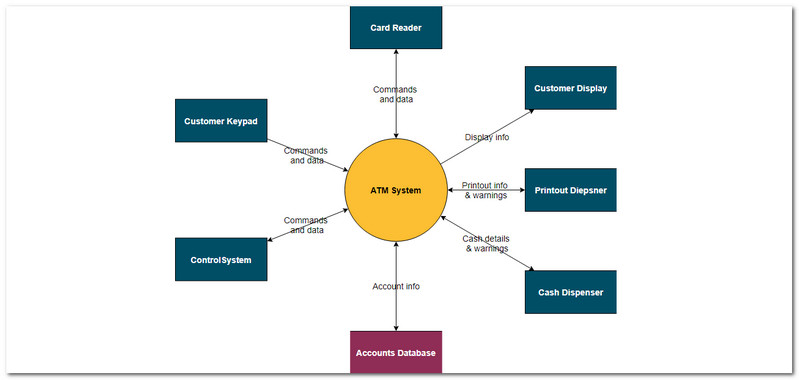 Card Reader
Commands
and data
Customer Display
Customer Keypad
Display info
Commands
and data
ATM System
Printout info
& warnings
Printout Diepsner
Commands
and data
Cash details
& warnings
ControlSystem
Account info
Cash Dispenser
Accounts Database